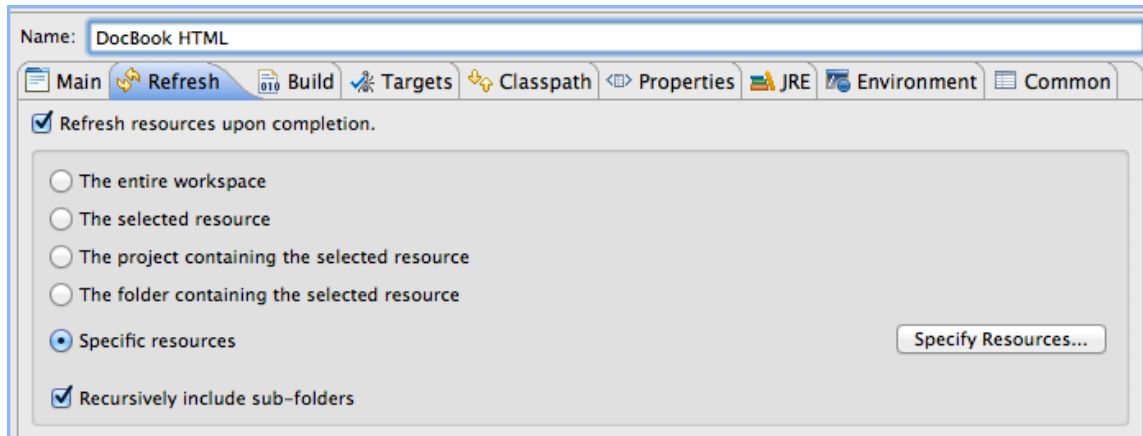 Name: DocBook HTML
Main Refresh 010 Build Targets Classpath Properties JRE Environment Common
Refresh resources upon completion.
The entire workspace
The selected resource
The project containing the selected resource
The folder containing the selected resource
Specific resources Specify Resources...
Recursively include sub-folders